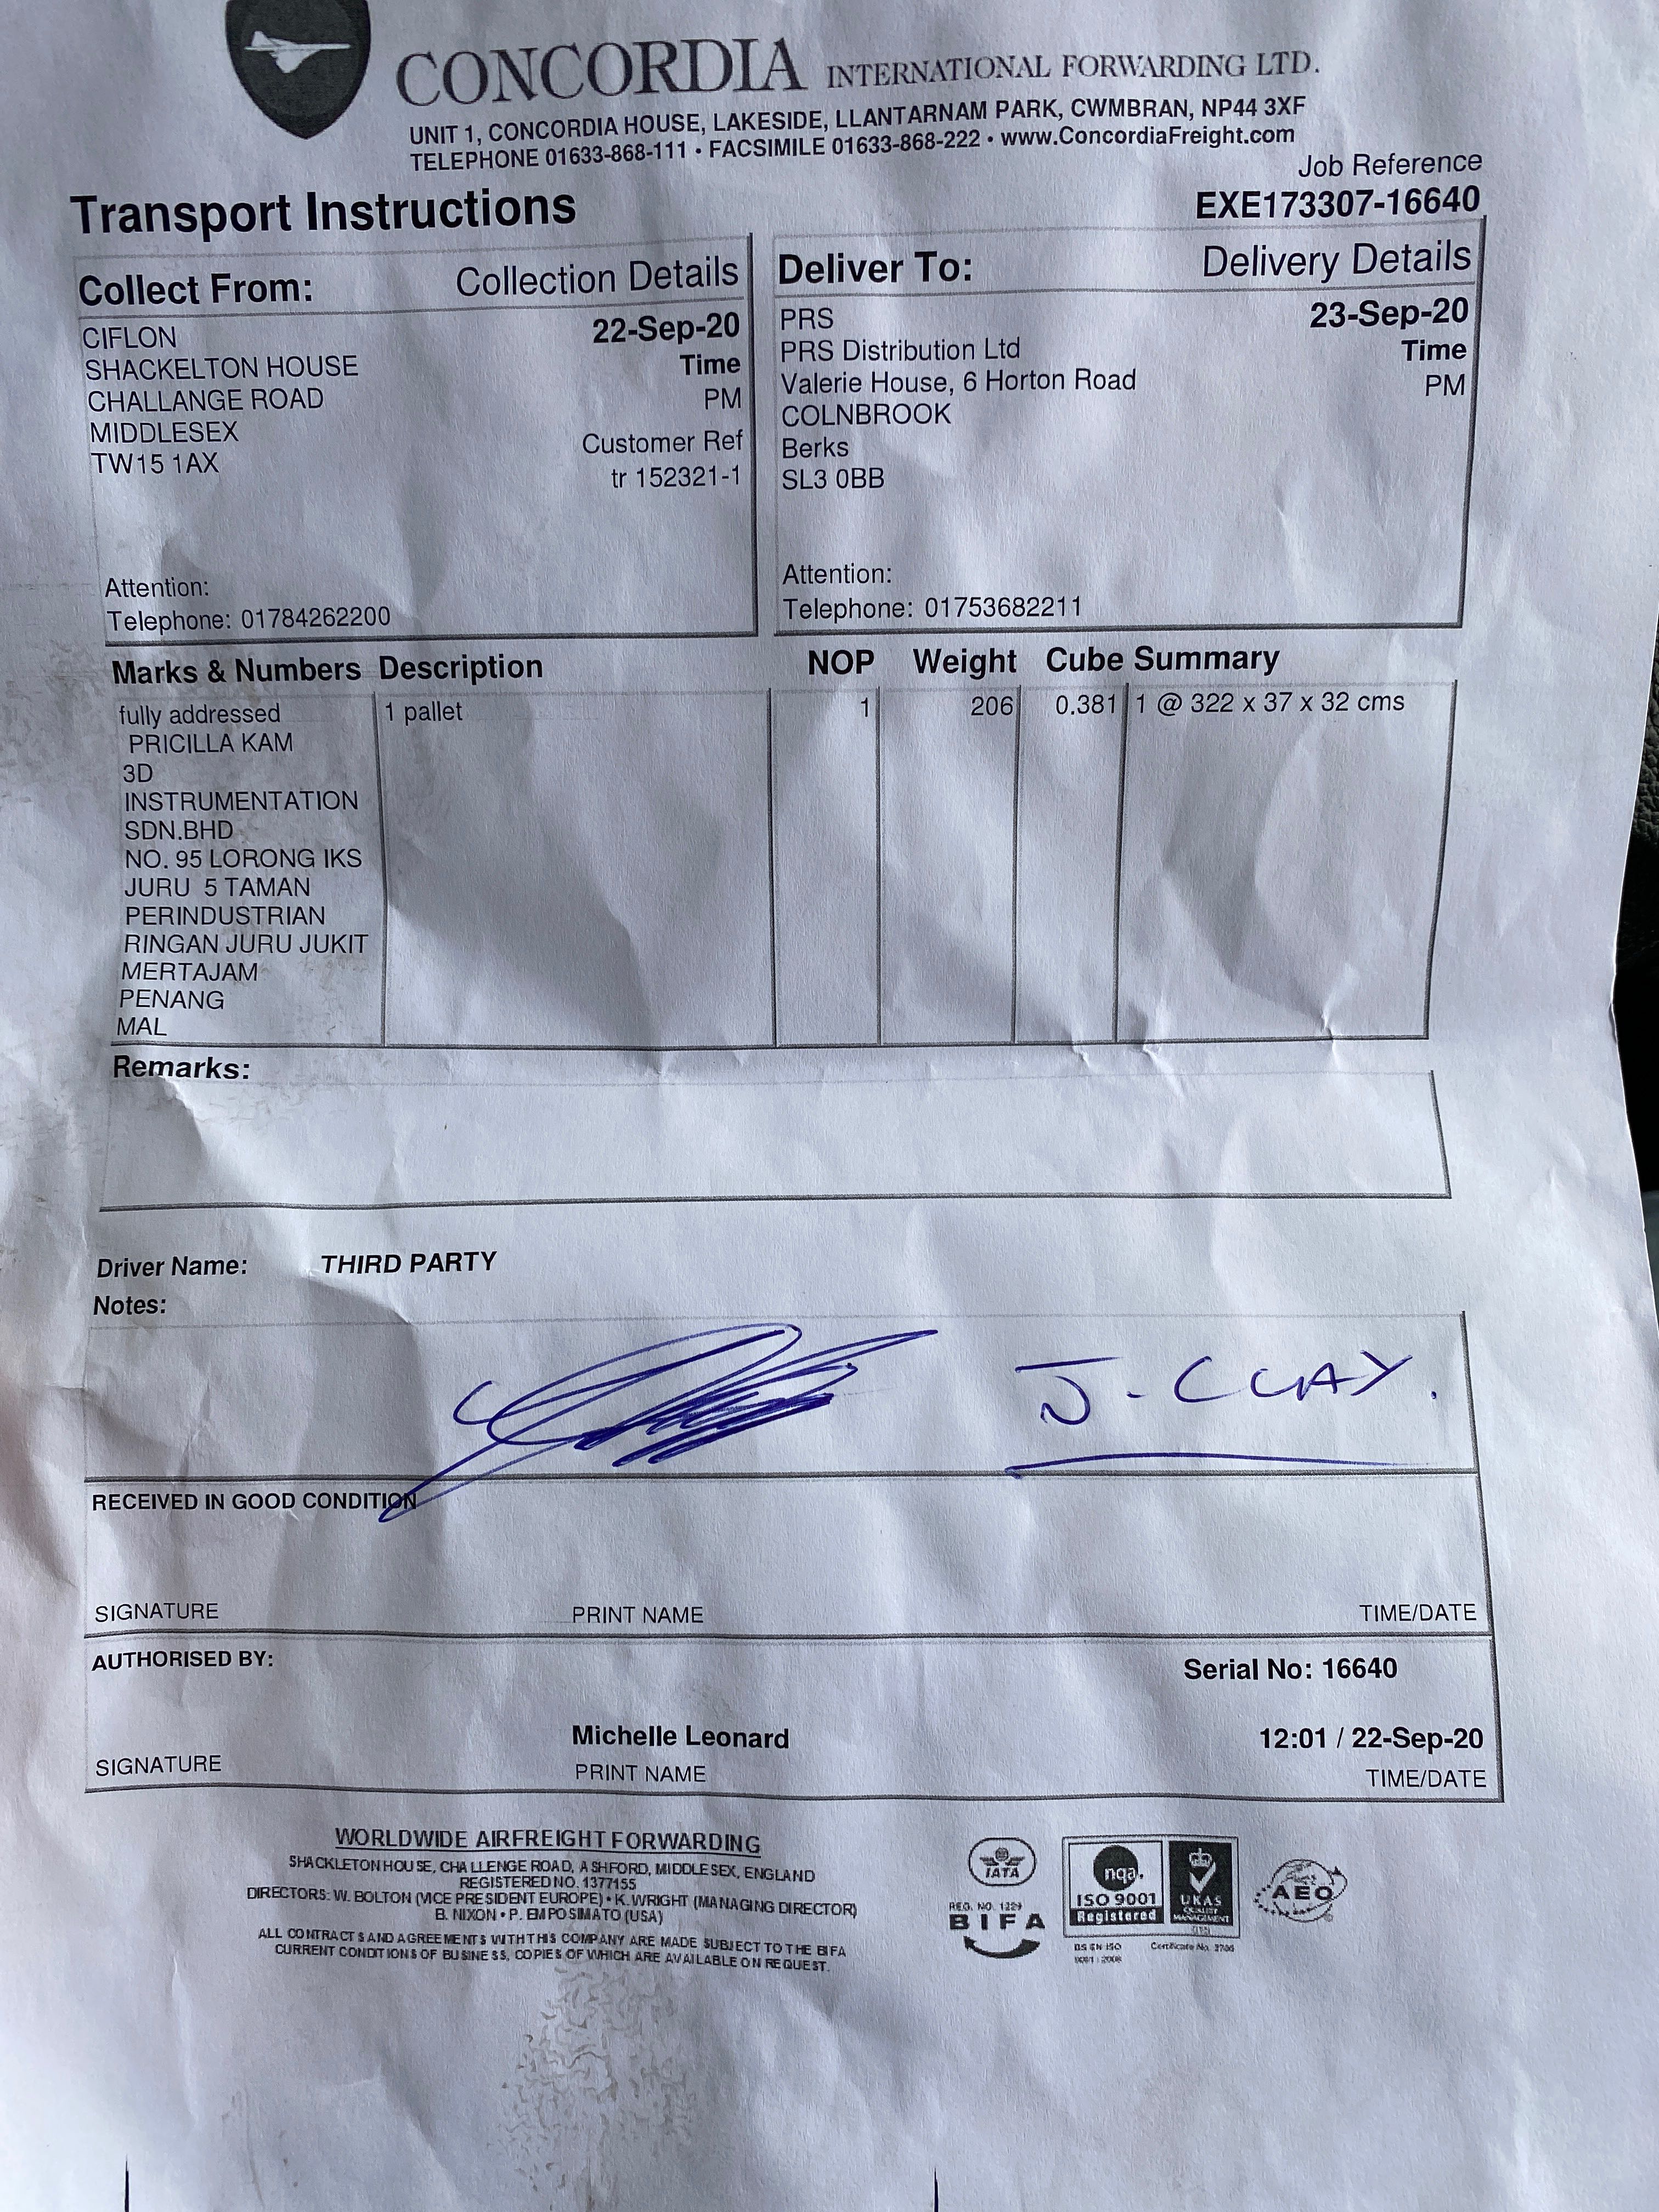 CONCORDIA INTERNATIONAL FORWARDING LTD.
UNIT 1, CONCORDIA HOUSE, LAKESIDE, LLANTARNAM PARK, CWMBRAN, NP44 3XF
TELEPHONE 01633-868-111 • FACSIMILE 01633-868-222 • www.ConcordiaFreight.com
Job Reference
Transport Instructions EXE173307-16640
Collect From: Collection Details
CIFLON 22-Sep-20
SHACKELTON HOUSE Time
CHALLANGE ROAD PM
MIDDLESEX Customer Ref
TW15 1AX tr 152321-1
Attention:
Telephone: 01784262200
Deliver To: Delivery Details
PRS 23-Sep-20
PRS Distribution Ltd Time
Valerie House, 6 Horton Road PM
COLNBROOK
Berks
SL3 0BB
Attention:
Telephone: 01753682211
Marks & Numbers Description NOP Weight Cube Summary
fully addressed 1 pallet 1 206 0.381 1 @ 322 x 37 x 32 cms
PRICILLA KAM
3D
INSTRUMENTATION
SDN.BHD
NO. 95 LORONG IKS
JURU 5 TAMAN
PERINDUSTRIAN
RINGAN JURU JUKIT
MERTAJAM
PENANG
MAL
Remarks:
Driver Name: THIRD PARTY
Notes:
J-CLAY.
RECEIVED IN GOOD CONDITION
SIGNATURE PRINT NAME TIME/DATE
AUTHORISED BY: Serial No: 16640
Michelle Leonard 12:01 / 22-Sep-20
SIGNATURE PRINT NAME TIME/DATE
WORLDWIDE AIRFREIGHT FORWARDING
SHACKLETON HOUSE, CHALLENGE ROAD, ASHFORD, MIDDLESEX, ENGLAND
REGISTERED NO. 1377155
DIRECTORS: W. BOLTON (VICE PRESIDENT EUROPE) • K. WRIGHT (MANAGING DIRECTOR)
B. NIXON • P. EMPOSIMATO (USA)
ALL CONTRACTS AND AGREEMENTS WITH THIS COMPANY ARE MADE SUBJECT TO THE BIFA
CURRENT CONDITIONS OF BUSINESS, COPIES OF WHICH ARE AVAILABLE ON REQUEST.
IATA
REG. NO. 1229
BIFA
nqa.
ISO 9001
Registered
UKAS
QUALITY
MANAGEMENT
BS EN ISO
9001 : 2008
Certificate No. 3706
AEO